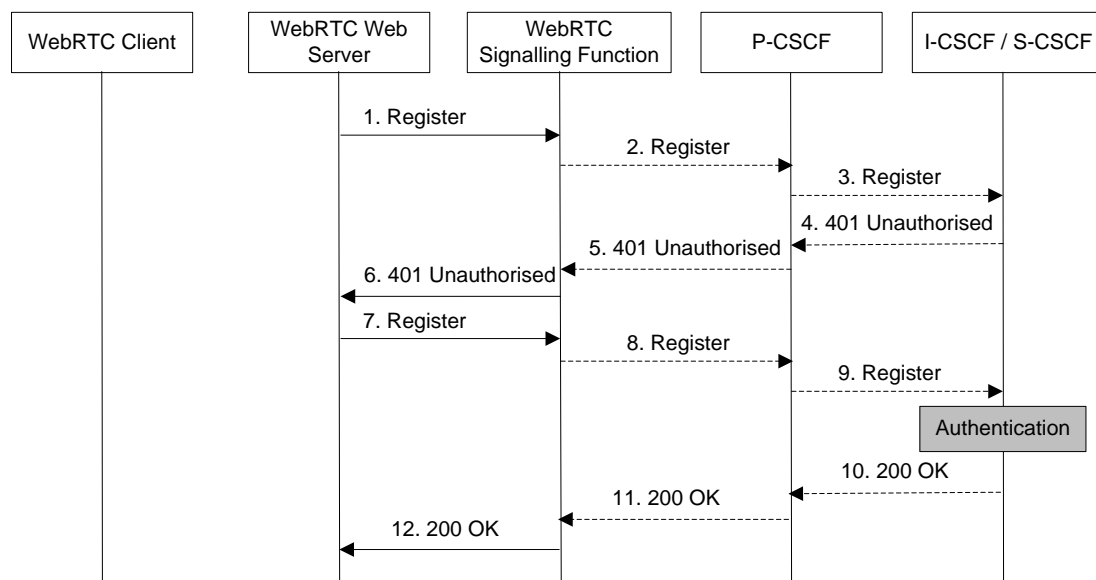 WebRTC Client
WebRTC Web
Server
WebRTC
Signalling Function
P-CSCF
I-CSCF / S-CSCF
1. Register
2. Register
3. Register
4. 401 Unauthorised
5. 401 Unauthorised
6. 401 Unauthorised
7. Register
8. Register
9. Register
Authentication
10. 200 OK
11. 200 OK
12. 200 OK